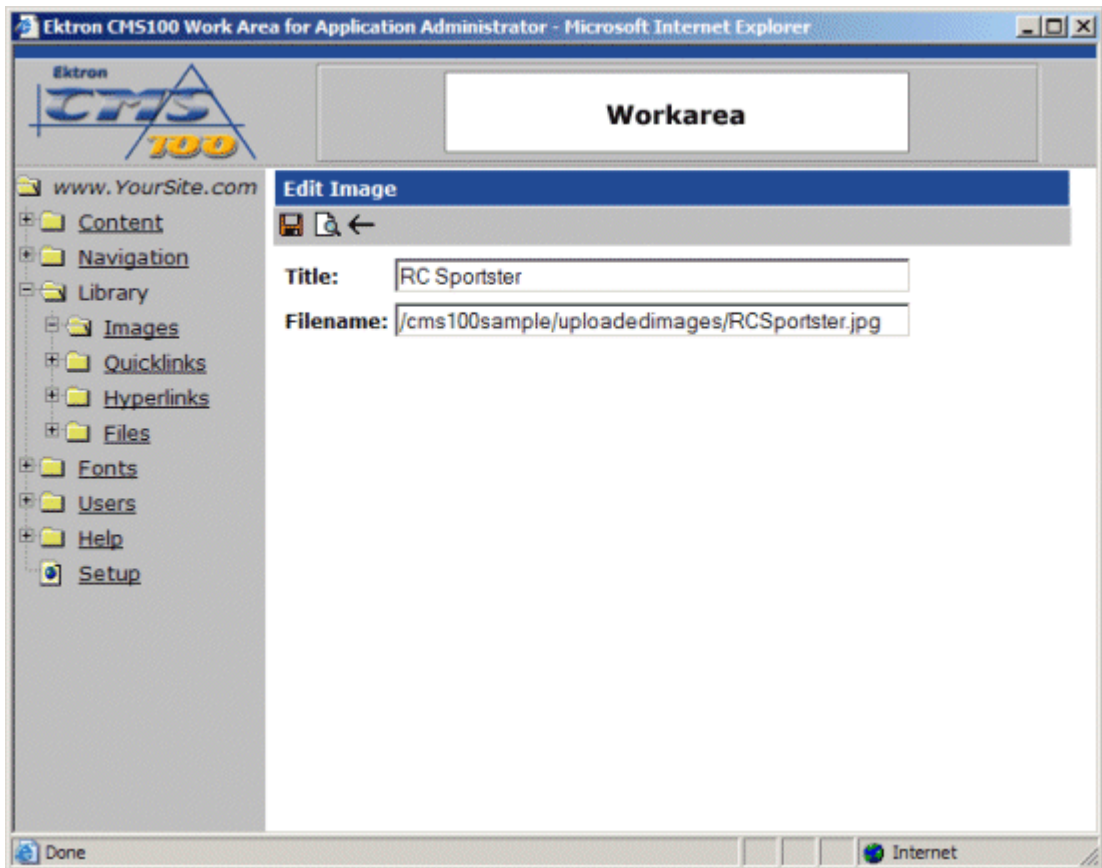 Ektron CMS100 Work Area for Application Administrator - Microsoft Internet Explorer
Ektron
CMS
100
Workarea
www.YourSite.com
Content
Navigation
Library
Images
Quicklinks
Hyperlinks
Files
Fonts
Users
Help
Setup
Edit Image
Title: RC Sportster
Filename: /cms100sample/uploadedimages/RCSportster.jpg
Done
Internet